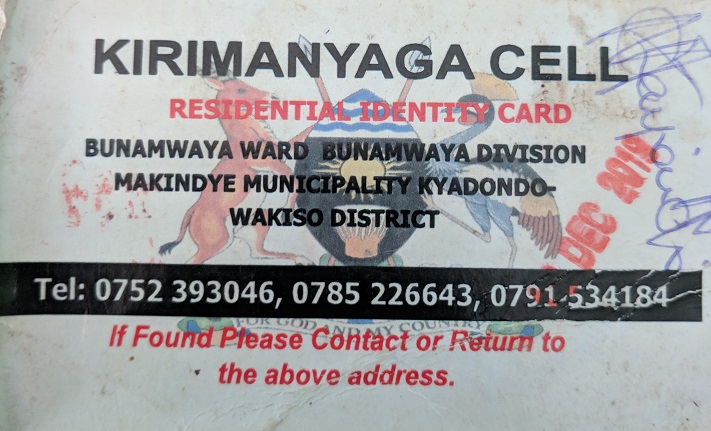 KIRIMANYAGA CELL
RESIDENTIAL IDENTITY CARD
BUNAMWAYA WARD BUNAMWAYA DIVISION
MAKINDYE MUNICIPALITY KYADONDO-
WAKISO DISTRICT
DEC 2019
Tel: 0752 393046, 0785 226643, 0791 534184
FOR GOD AND MY COUNTRY
If Found Please Contact or Return to
the above address.